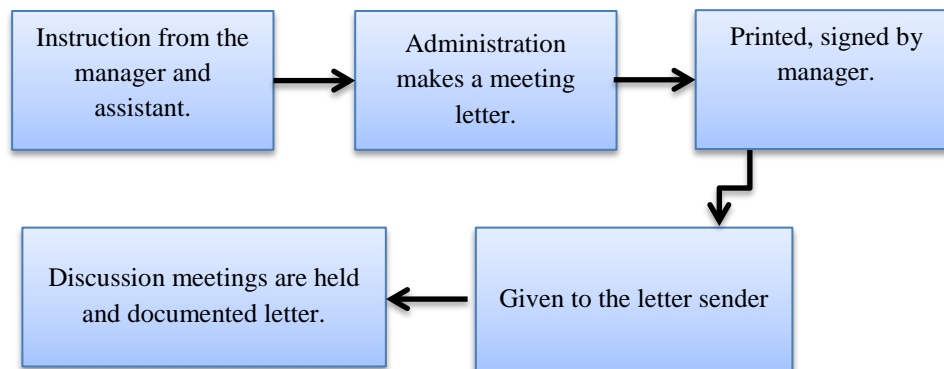 Instruction from the
manager and
assistant.
Administration
makes a meeting
letter.
Printed, signed by
manager.
Given to the letter sender
Discussion meetings are held
and documented letter.